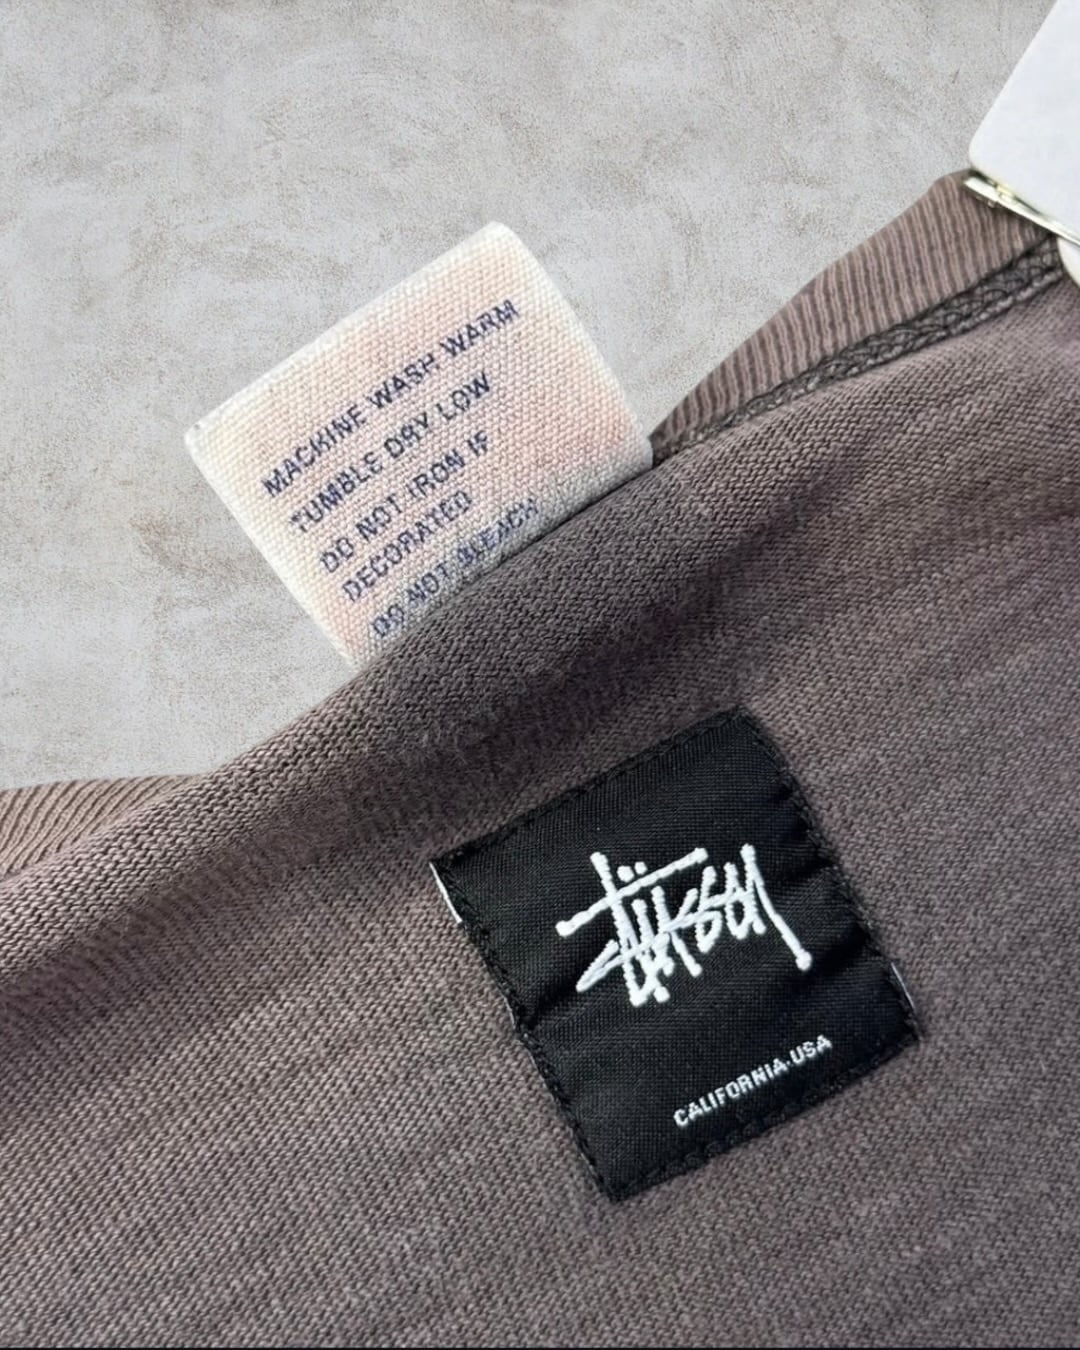 MACHINE WASH WARM
TUMBLE DRY LOW
DO NOT IRON IF
DECORATED
DO NOT BLEACH
Stüssy
CALIFORNIA·USA